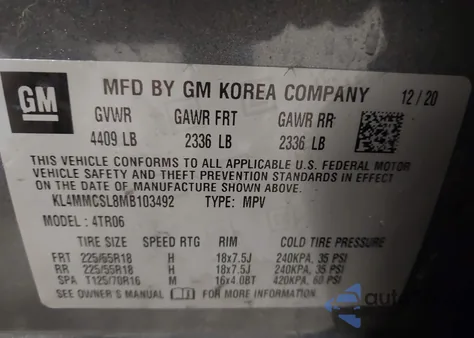 GM
MFD BY GM KOREA COMPANY 12/20
GVWR GAWR FRT GAWR RR
4409 LB 2336 LB 2336 LB
THIS VEHICLE CONFORMS TO ALL APPLICABLE U.S. FEDERAL MOTOR
VEHICLE SAFETY AND THEFT PREVENTION STANDARDS IN EFFECT
ON THE DATE OF MANUFACTURE SHOWN ABOVE.
KL4MMCSL8MB103492 TYPE: MPV
MODEL: 4TR06
TIRE SIZE SPEED RTG RIM COLD TIRE PRESSURE
FRT 225/55R18 H 18x7.5J 240KPA, 35 PSI
RR 225/55R18 H 18x7.5J 240KPA, 35 PSI
SPA T125/70R16 M 16x4.0BT 420KPA, 60 PSI
SEE OWNER'S MANUAL FOR MORE INFORMATION